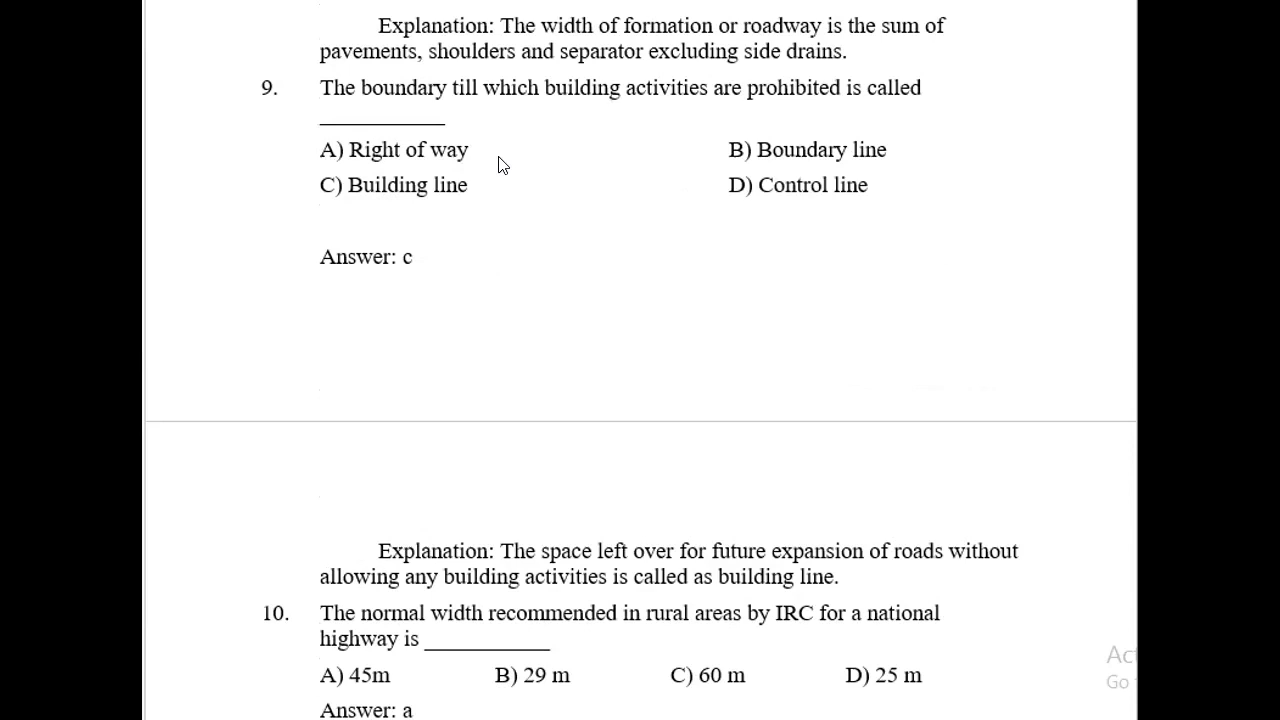 Explanation: The width of formation or roadway is the sum of
pavements, shoulders and separator excluding side drains.
9. The boundary till which building activities are prohibited is called
__________
A) Right of way B) Boundary line
C) Building line D) Control line
Answer: c
Explanation: The space left over for future expansion of roads without
allowing any building activities is called as building line.
10. The normal width recommended in rural areas by IRC for a national
highway is __________
A) 45m B) 29 m C) 60 m D) 25 m
Answer: a
Go